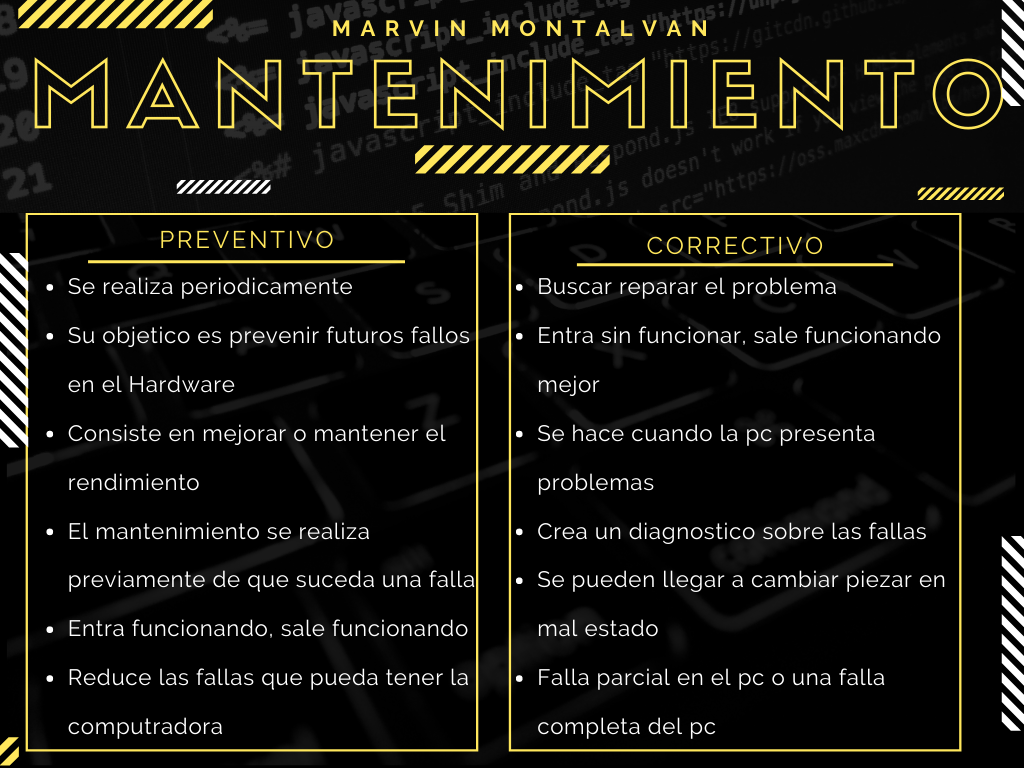 MARVIN MONTALVAN
MANTENIMIENTO
PREVENTIVO
• Se realiza periodicamente
• Su objetico es prevenir futuros fallos
en el Hardware
• Consiste en mejorar o mantener el
rendimiento
• El mantenimiento se realiza
previamente de que suceda una falla
• Entra funcionando, sale funcionando
• Reduce las fallas que pueda tener la
computradora
CORRECTIVO
• Buscar reparar el problema
• Entra sin funcionar, sale funcionando
mejor
• Se hace cuando la pc presenta
problemas
• Crea un diagnostico sobre las fallas
• Se pueden llegar a cambiar piezar en
mal estado
• Falla parcial en el pc o una falla
completa del pc